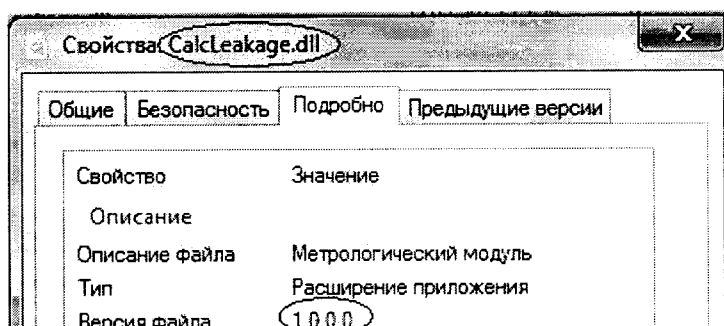 Свойства: CalcLeakage.dll
Общие Безопасность Подробно Предыдущие версии
Свойство Значение
Описание
Описание файла Метрологический модуль
Тип Расширение приложения
Версия файла 1.0.0.0